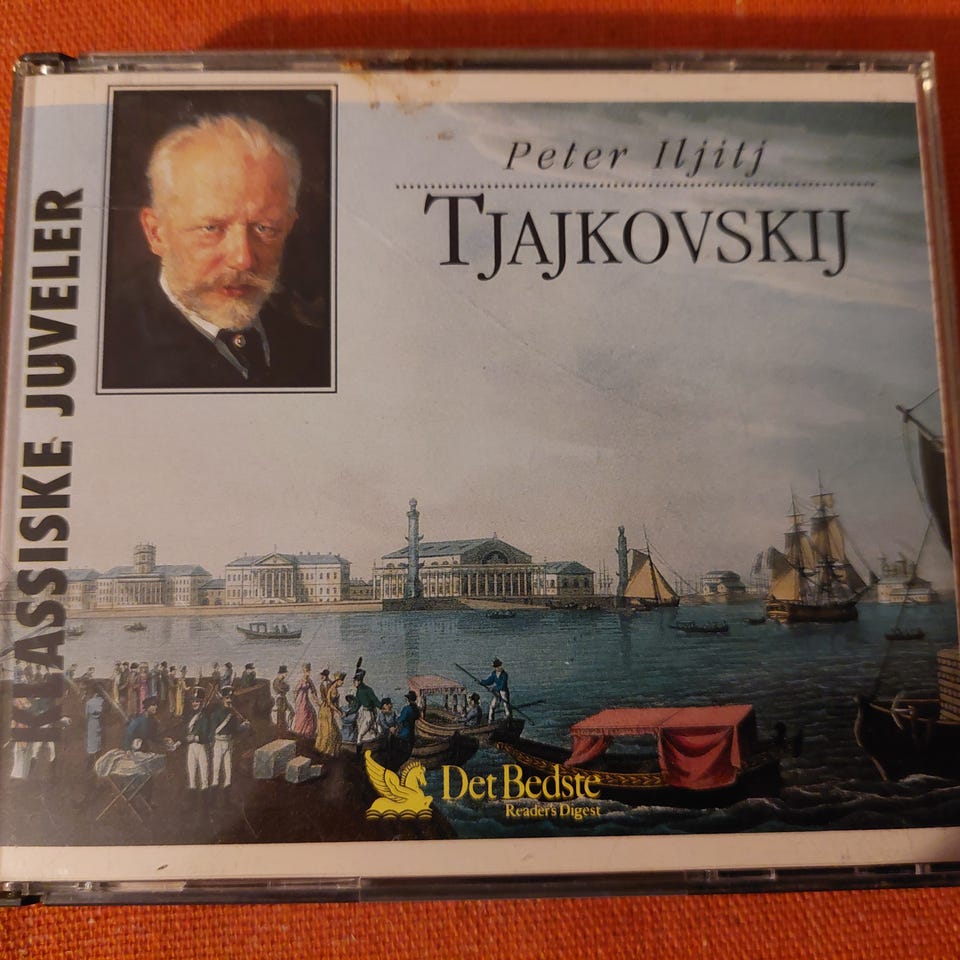 Peter Iljitj
TJAJKOVSKIJ
KLASSISKE JUVELER
Det Bedste
Reader's Digest